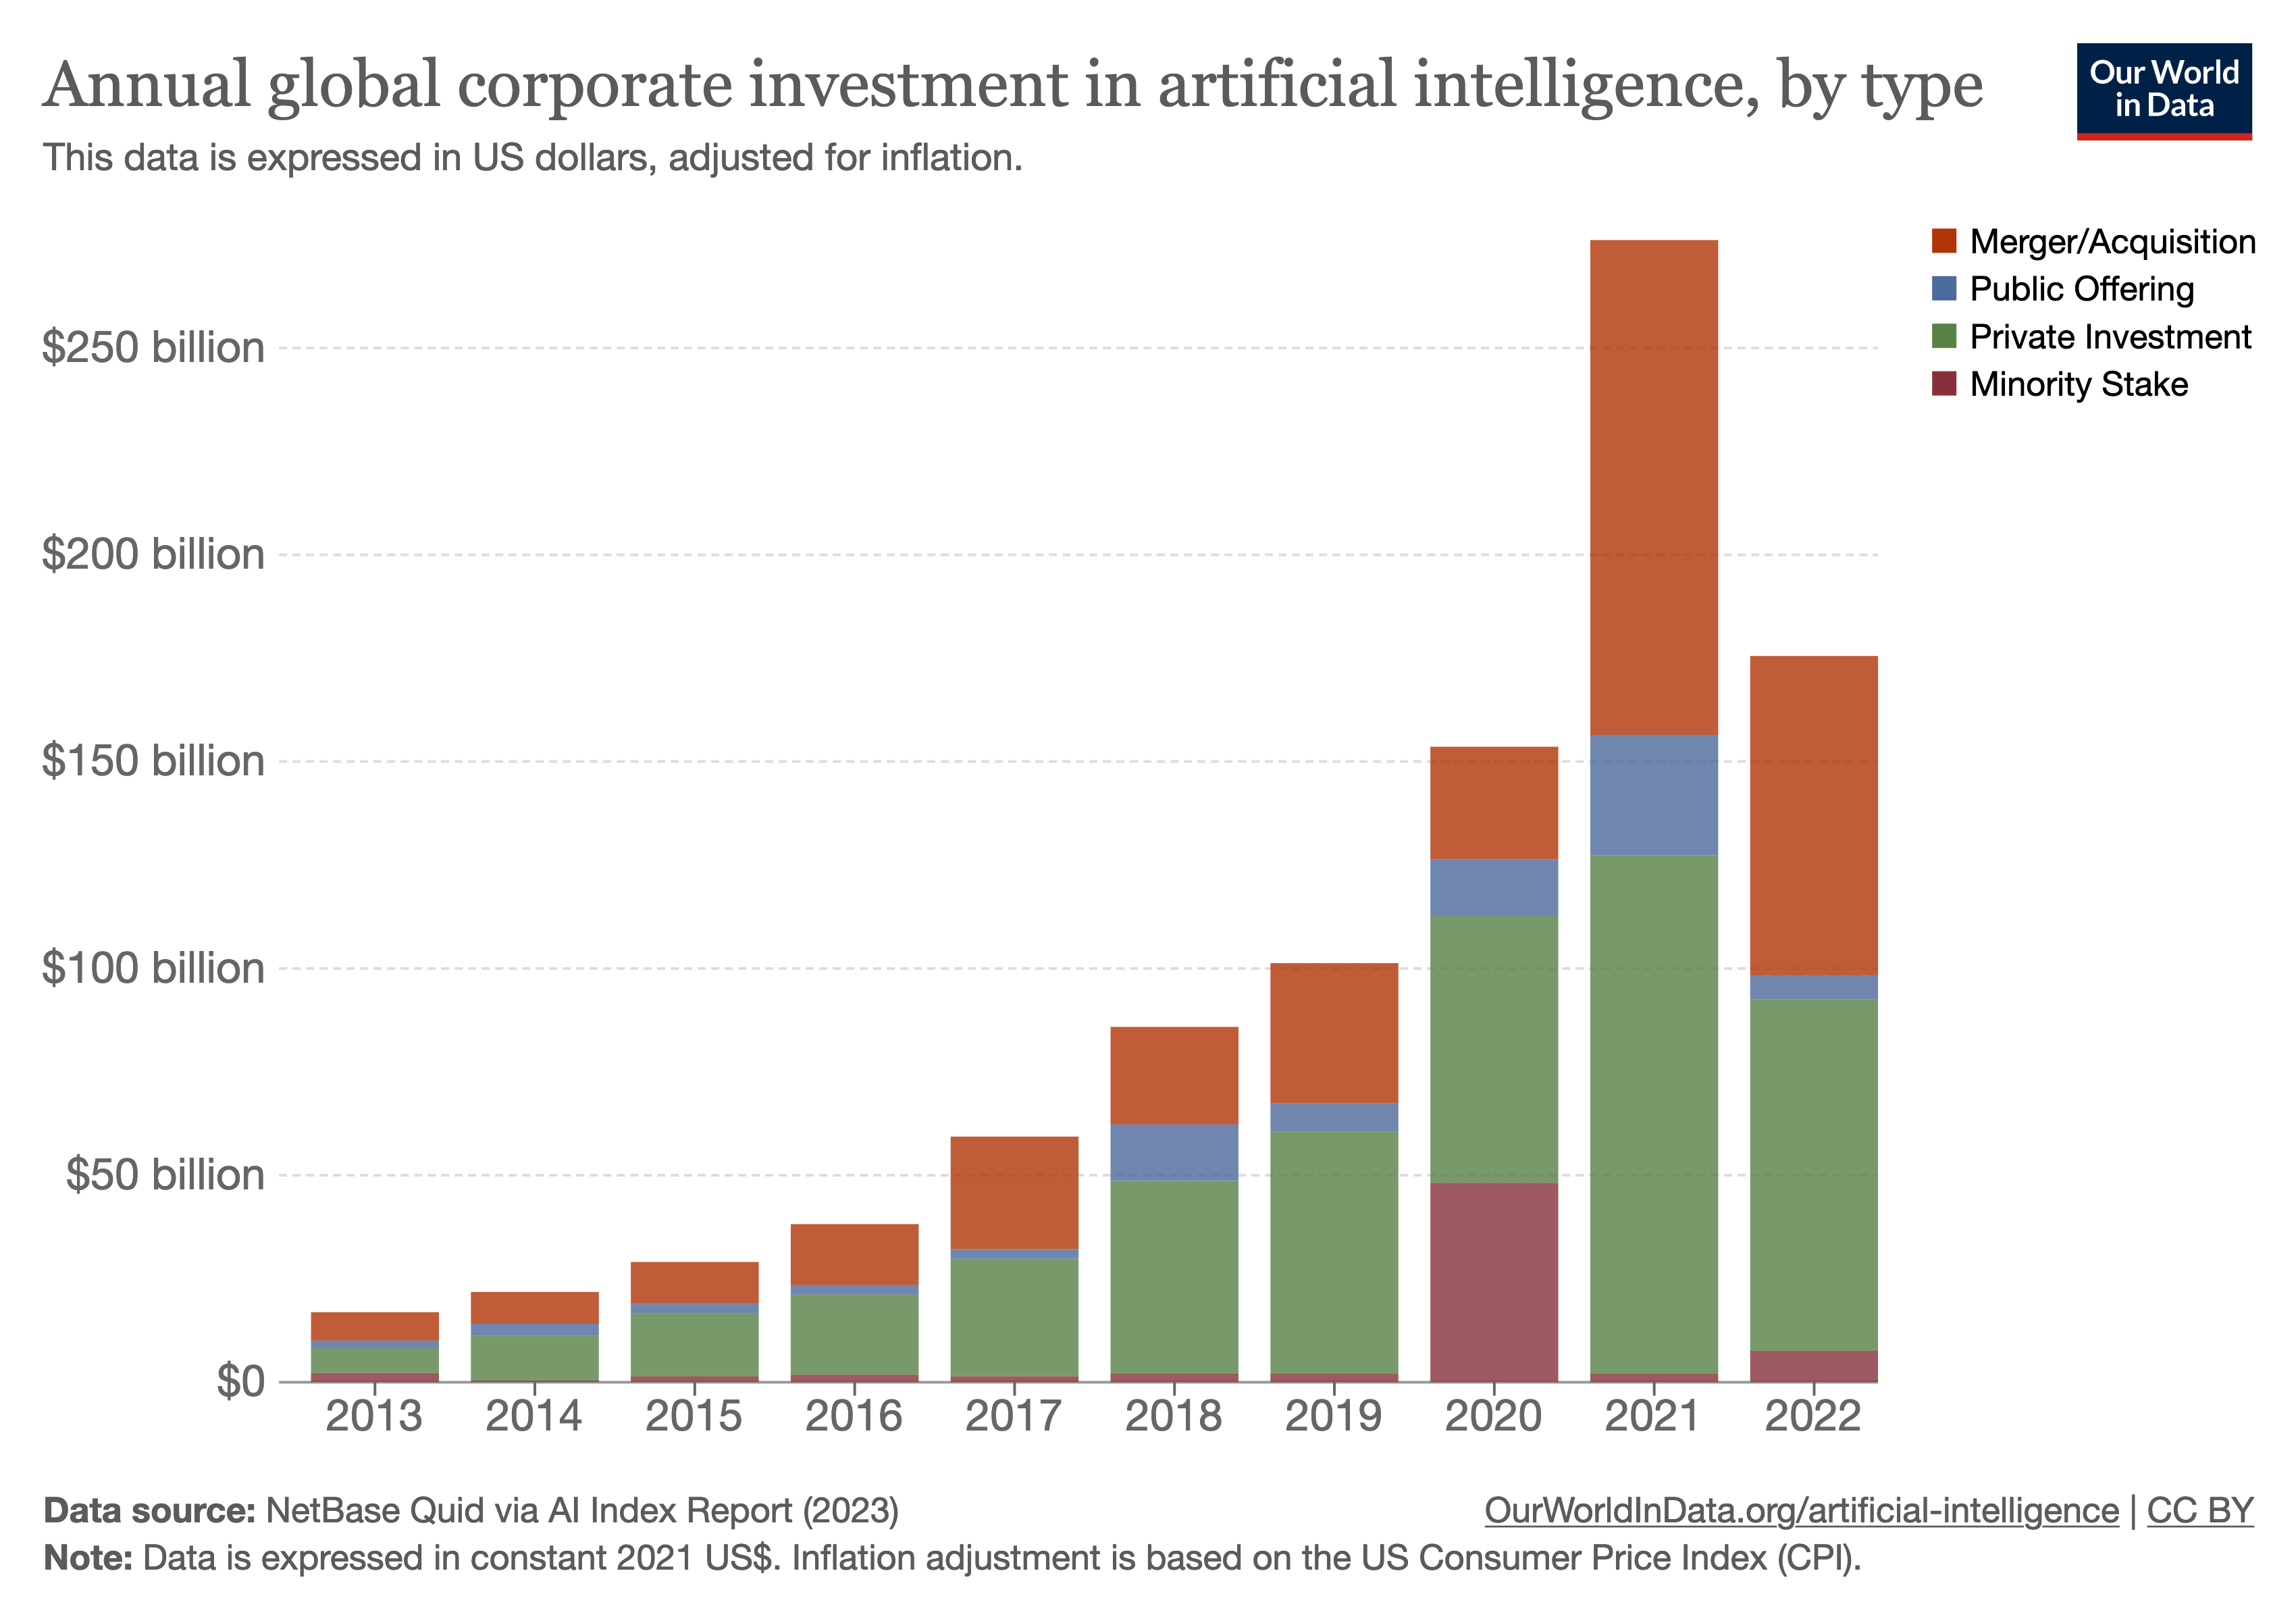 Annual global corporate investment in artificial intelligence, by type
This data is expressed in US dollars, adjusted for inflation.
Our World
in Data
Merger/Acquisition
Public Offering
Private Investment
Minority Stake
$250 billion
$200 billion
$150 billion
$100 billion
$50 billion
$0
2013 2014 2015 2016 2017 2018 2019 2020 2021 2022
Data source: NetBase Quid via AI Index Report (2023)
OurWorldInData.org/artificial-intelligence | CC BY
Note: Data is expressed in constant 2021 US$. Inflation adjustment is based on the US Consumer Price Index (CPI).